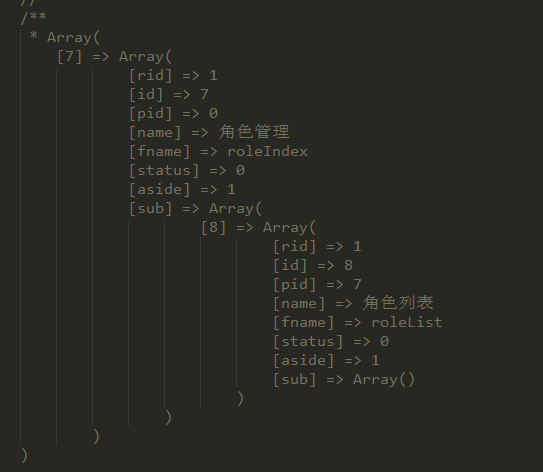 //
/**
* Array(
[7] => Array(
[rid] => 1
[id] => 7
[pid] => 0
[name] => 角色管理
[fname] => roleIndex
[status] => 0
[aside] => 1
[sub] => Array(
[8] => Array(
[rid] => 1
[id] => 8
[pid] => 7
[name] => 角色列表
[fname] => roleList
[status] => 0
[aside] => 1
[sub] => Array()
)
)
)
)